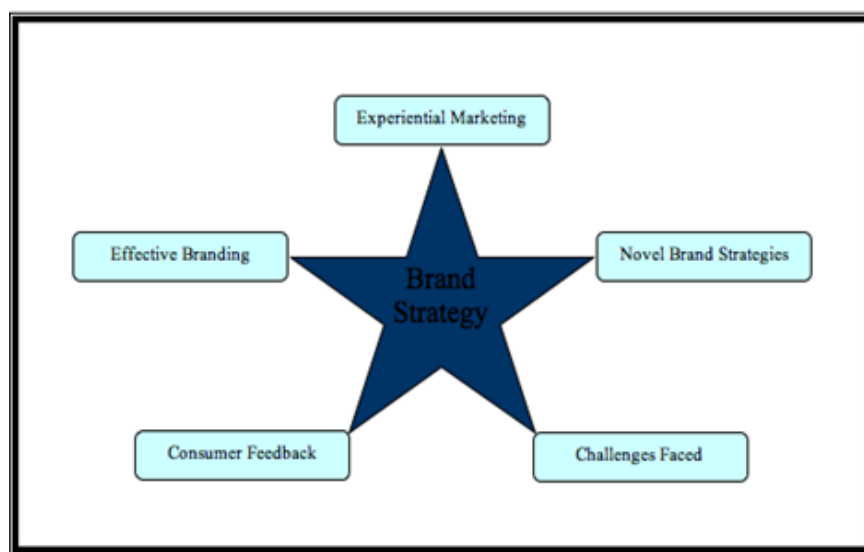 Experiential Marketing
Effective Branding
Novel Brand Strategies
Brand
Strategy
Consumer Feedback
Challenges Faced